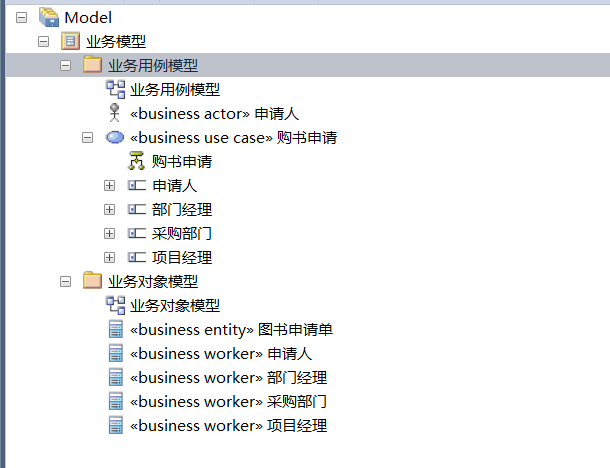 Model
业务模型
业务用例模型
业务用例模型
«business actor» 申请人
«business use case» 购书申请
购书申请
申请人
部门经理
采购部门
项目经理
业务对象模型
业务对象模型
«business entity» 图书申请单
«business worker» 申请人
«business worker» 部门经理
«business worker» 采购部门
«business worker» 项目经理